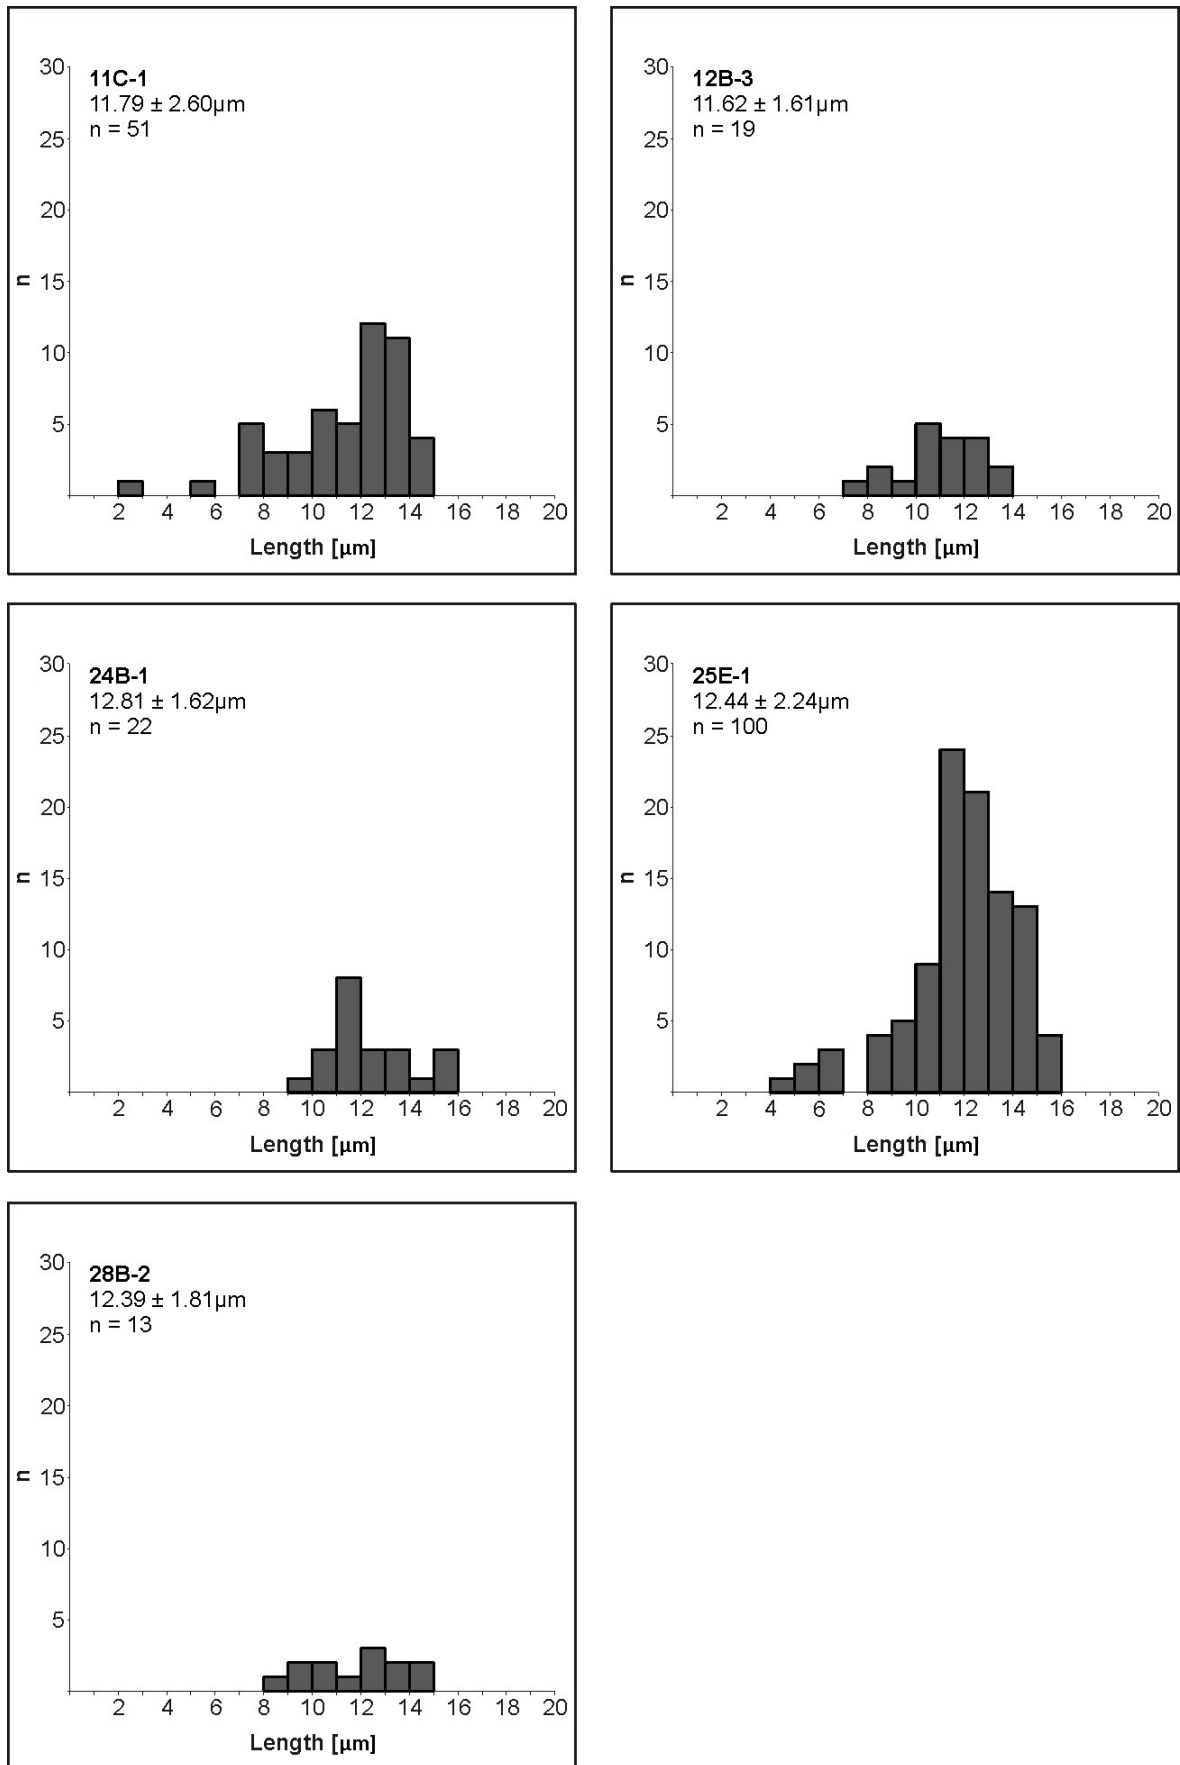 11C-1
11.79 ± 2.60µm
n = 51
30
25
20
15
10
5
n
2 4 6 8 10 12 14 16 18 20
Length [µm]
12B-3
11.62 ± 1.61µm
n = 19
30
25
20
15
10
5
n
2 4 6 8 10 12 14 16 18 20
Length [µm]
24B-1
12.81 ± 1.62µm
n = 22
30
25
20
15
10
5
n
2 4 6 8 10 12 14 16 18 20
Length [µm]
25E-1
12.44 ± 2.24µm
n = 100
30
25
20
15
10
5
n
2 4 6 8 10 12 14 16 18 20
Length [µm]
28B-2
12.39 ± 1.81µm
n = 13
30
25
20
15
10
5
n
2 4 6 8 10 12 14 16 18 20
Length [µm]